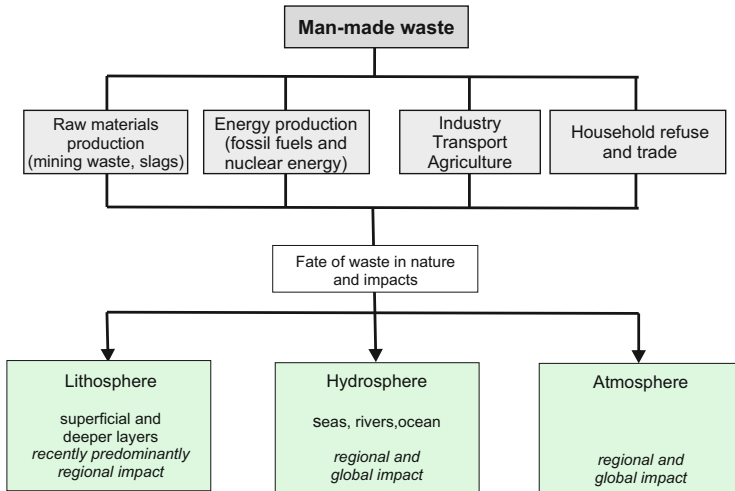 Man-made waste
Raw materials
production
(mining waste, slags)
Energy production
(fossil fuels and
nuclear energy)
Industry
Transport
Agriculture
Household refuse
and trade
Fate of waste in nature
and impacts
Lithosphere
superficial and
deeper layers
recently predominantly
regional impact
Hydrosphere
seas, rivers,ocean
regional and
global impact
Atmosphere
regional and
global impact